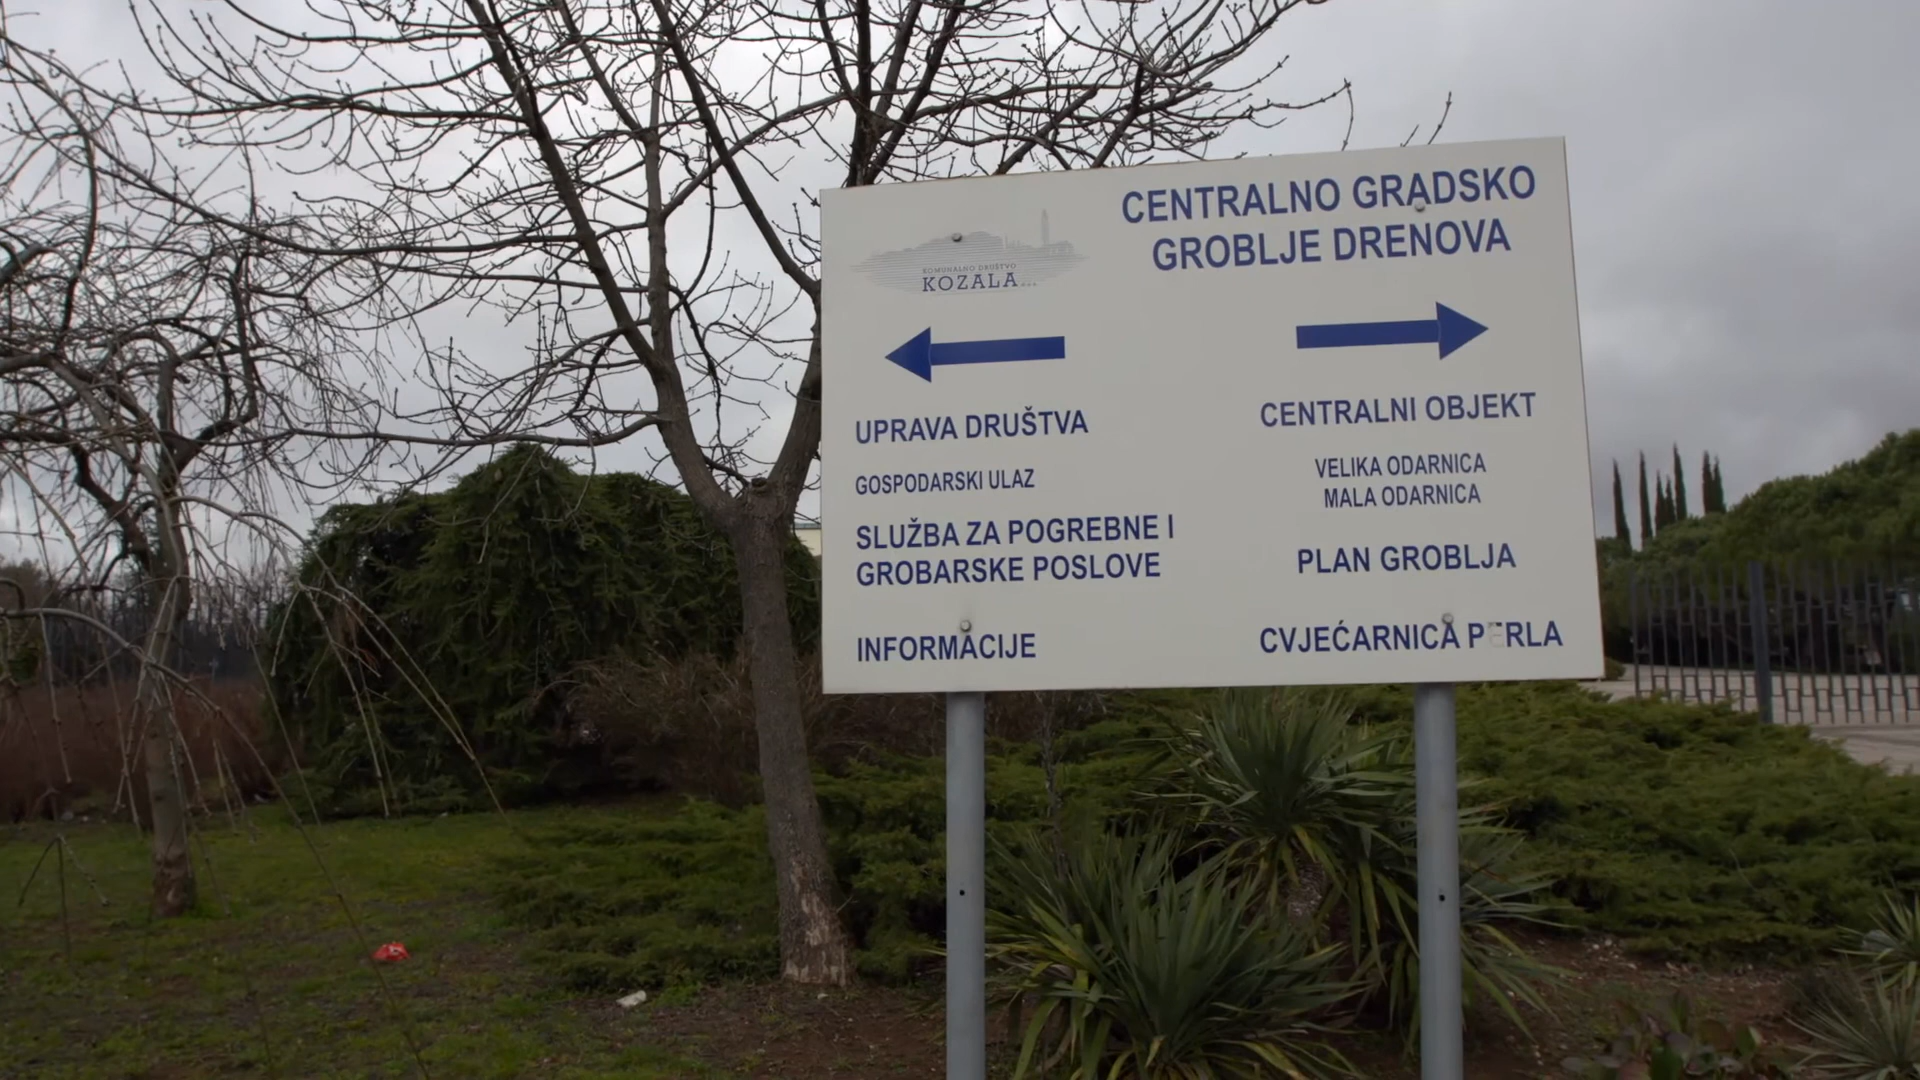 KOMUNALNO DRUŠTVO
KOZALA
CENTRALNO GRADSKO
GROBLJE DRENOVA
UPRAVA DRUŠTVA
GOSPODARSKI ULAZ
SLUŽBA ZA POGREBNE I
GROBARSKE POSLOVE
INFORMACIJE
CENTRALNI OBJEKT
VELIKA ODARNICA
MALA ODARNICA
PLAN GROBLJA
CVJEĆARNICA PERLA